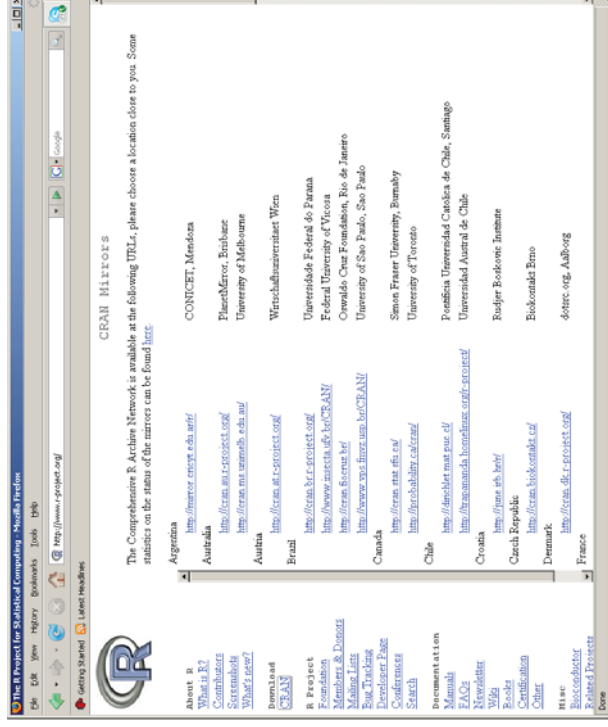 The R Project for Statistical Computing - Mozilla Firefox
File Edit View History Bookmarks Tools Help
http://www.r-project.org/
Google
Getting Started Latest Headlines
R
About R
What is R?
Contributors
Screenshots
What's new?
Download
CRAN
R Project
Foundation
Members & Donors
Mailing Lists
Bug Tracking
Developer Page
Conferences
Search
Documentation
Manuals
FAQs
Newsletter
Wiki
Books
Certification
Other
Misc
Bioconductor
Related Projects
CRAN Mirrors
The Comprehensive R Archive Network is available at the following URLs, please choose a location close to you. Some
statistics on the status of the mirrors can be found here.
Argentina
http://mirror.cricyt.edu.ar/r/ CONICET, Mendoza
Australia
http://cran.au.r-project.org/ PlanetMirror, Brisbane
http://cran.ms.unimelb.edu.au/ University of Melbourne
Austria
http://cran.at.r-project.org/ Wirtschaftsuniversitaet Wien
Brazil
http://cran.br.r-project.org/ Universidade Federal do Parana
http://www.insecta.ufv.br/CRAN/ Federal University of Vicosa
http://cran.fiocruz.br/ Oswaldo Cruz Foundation, Rio de Janeiro
http://www.vps.fmvz.usp.br/CRAN/ University of Sao Paulo, Sao Paulo
Canada
http://cran.stat.sfu.ca/ Simon Fraser University, Burnaby
http://probability.ca/cran/ University of Toronto
Chile
http://dirichlet.mat.puc.cl/ Pontificia Universidad Catolica de Chile, Santiago
http://trapananda.homelinux.org/r-project/ Universidad Austral de Chile
Croatia
http://june.irb.hr/r/ Rudjer Boskovic Institute
Czech Republic
http://cran.biokontakt.cz/ Biokontakt Brno
Denmark
http://cran.dk.r-project.org/ dotsrc.org, Aalborg
France
Done